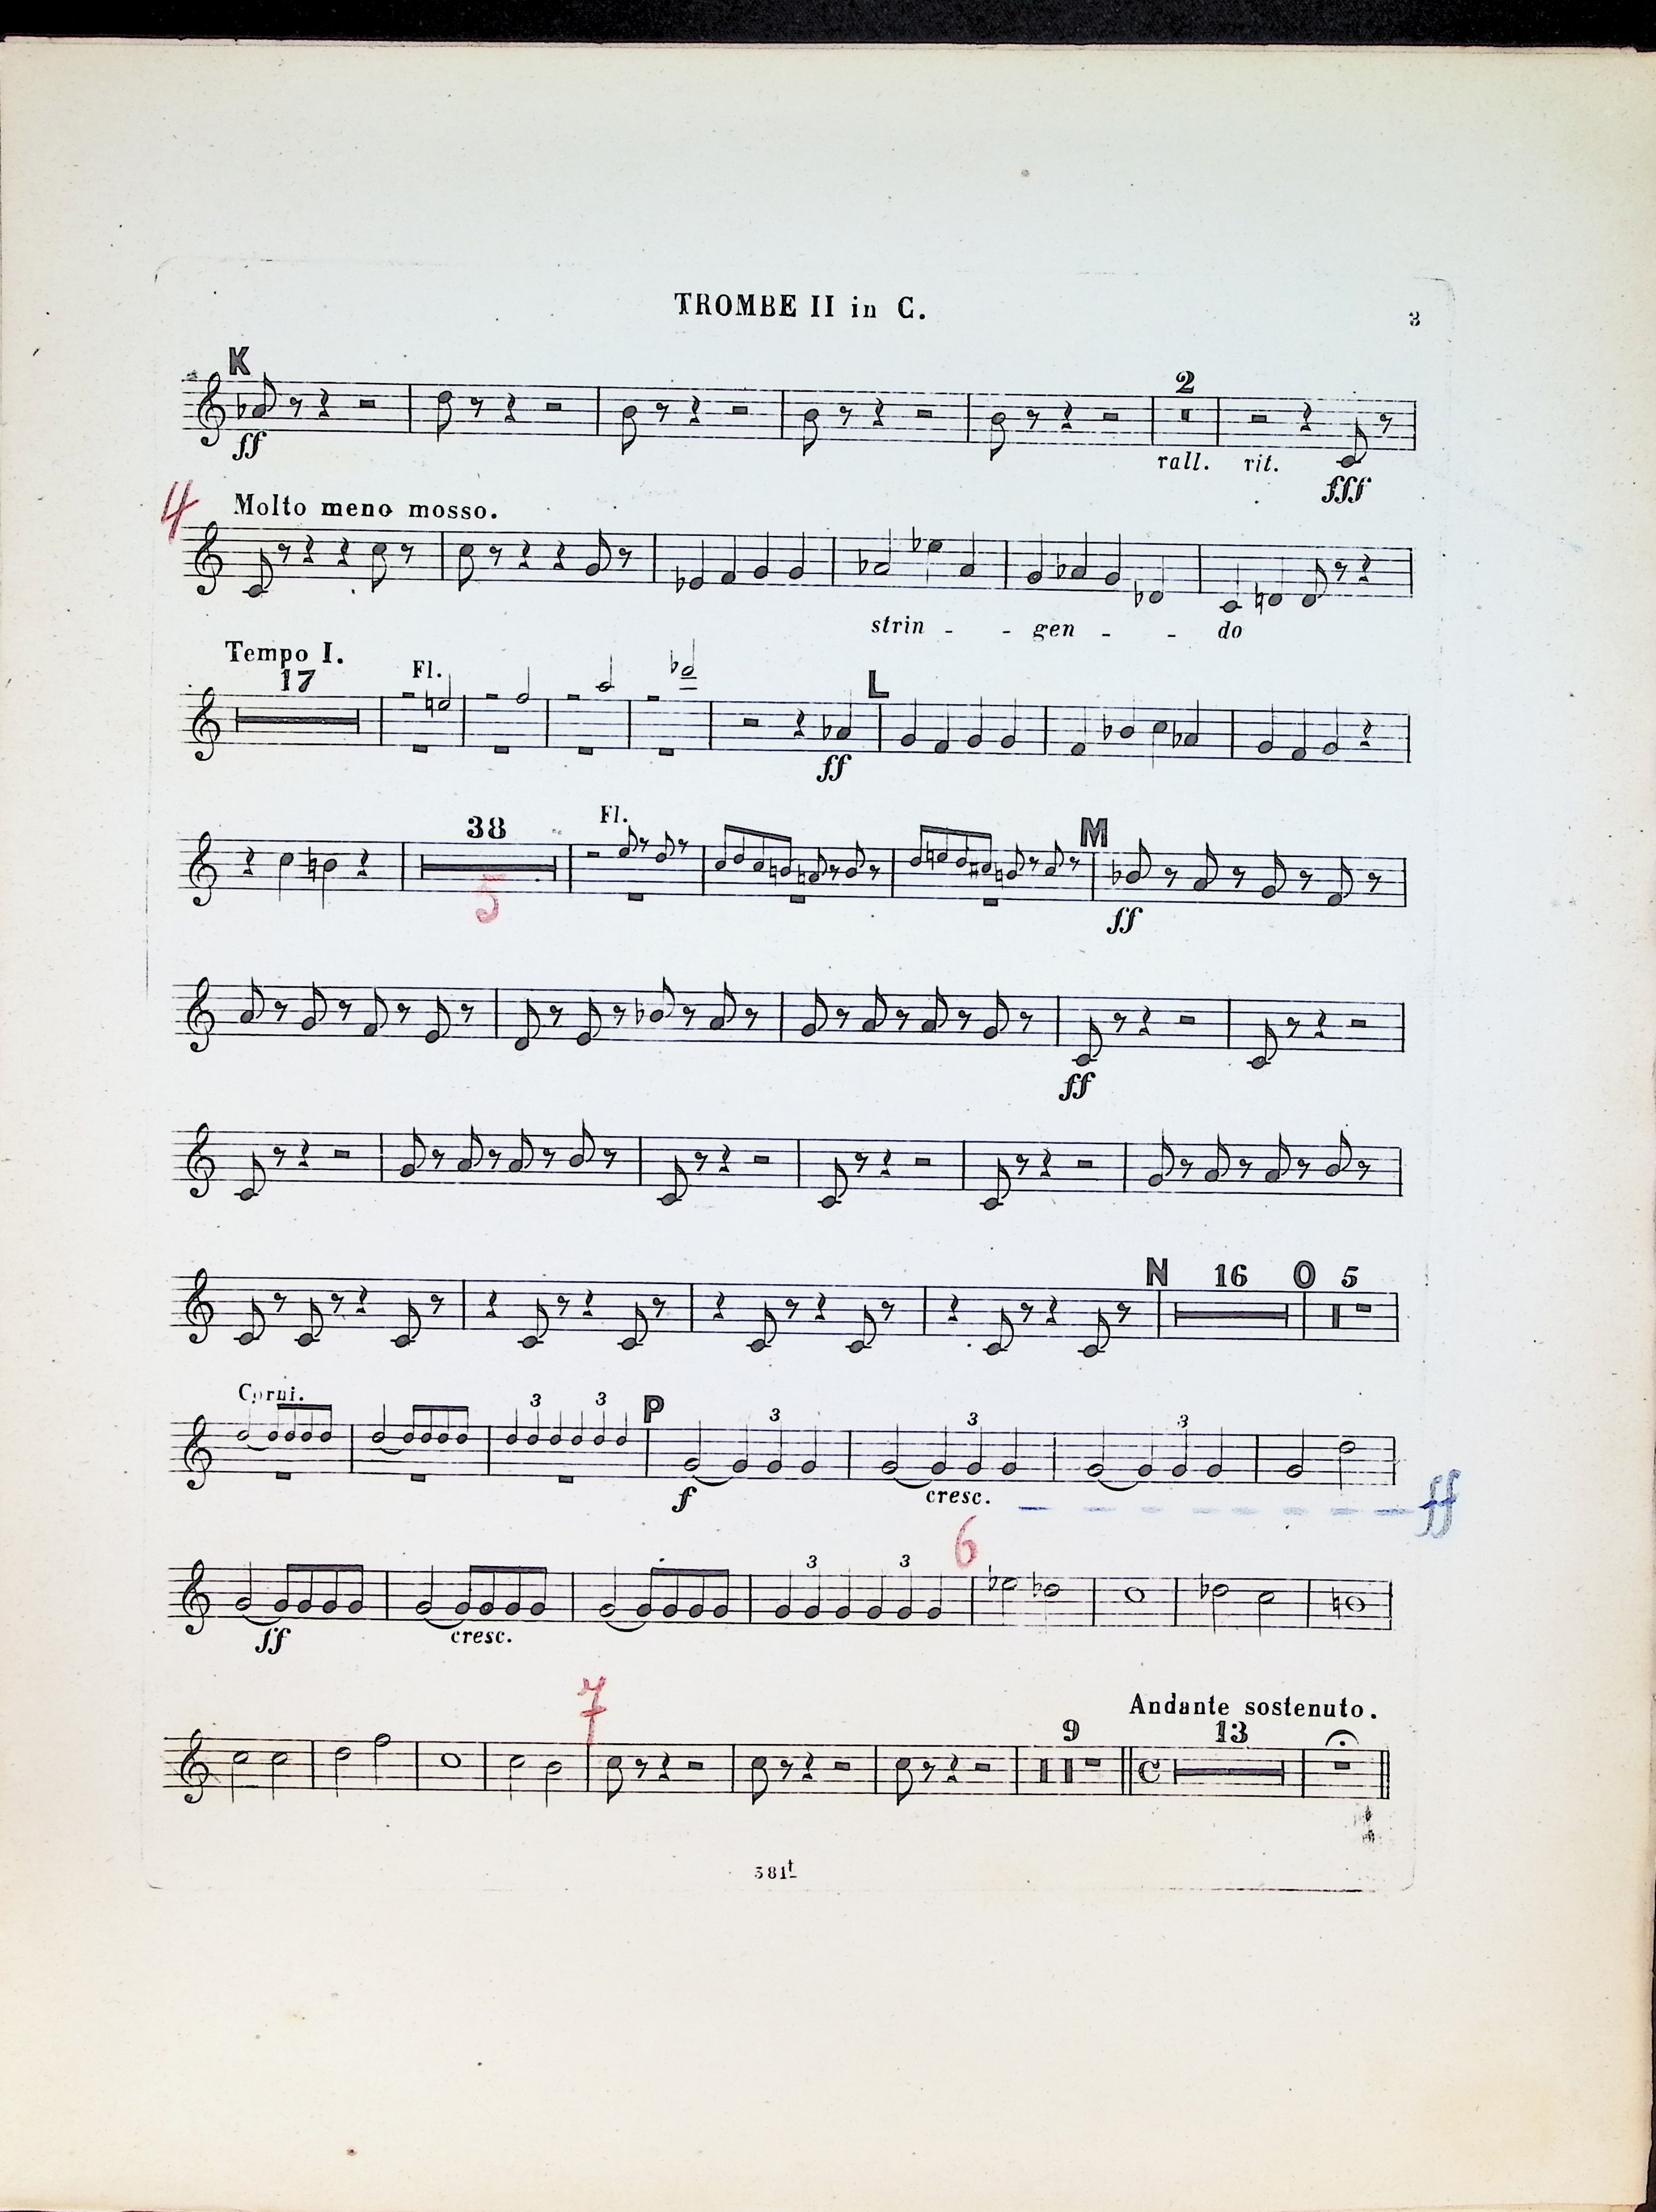 TROMBE II in C.
3
K
2
ff
rall. rit.
fff
4 Molto meno mosso.
strin - - gen - - do
Tempo I.
17 Fl. L
ff
38 Fl. M
5
ff
ff
N 16 O 5
Corni. 3 3 P 3 3 3
f cresc. ff
6
3 3
ff cresc.
7
Andante sostenuto.
9 13
C
381t